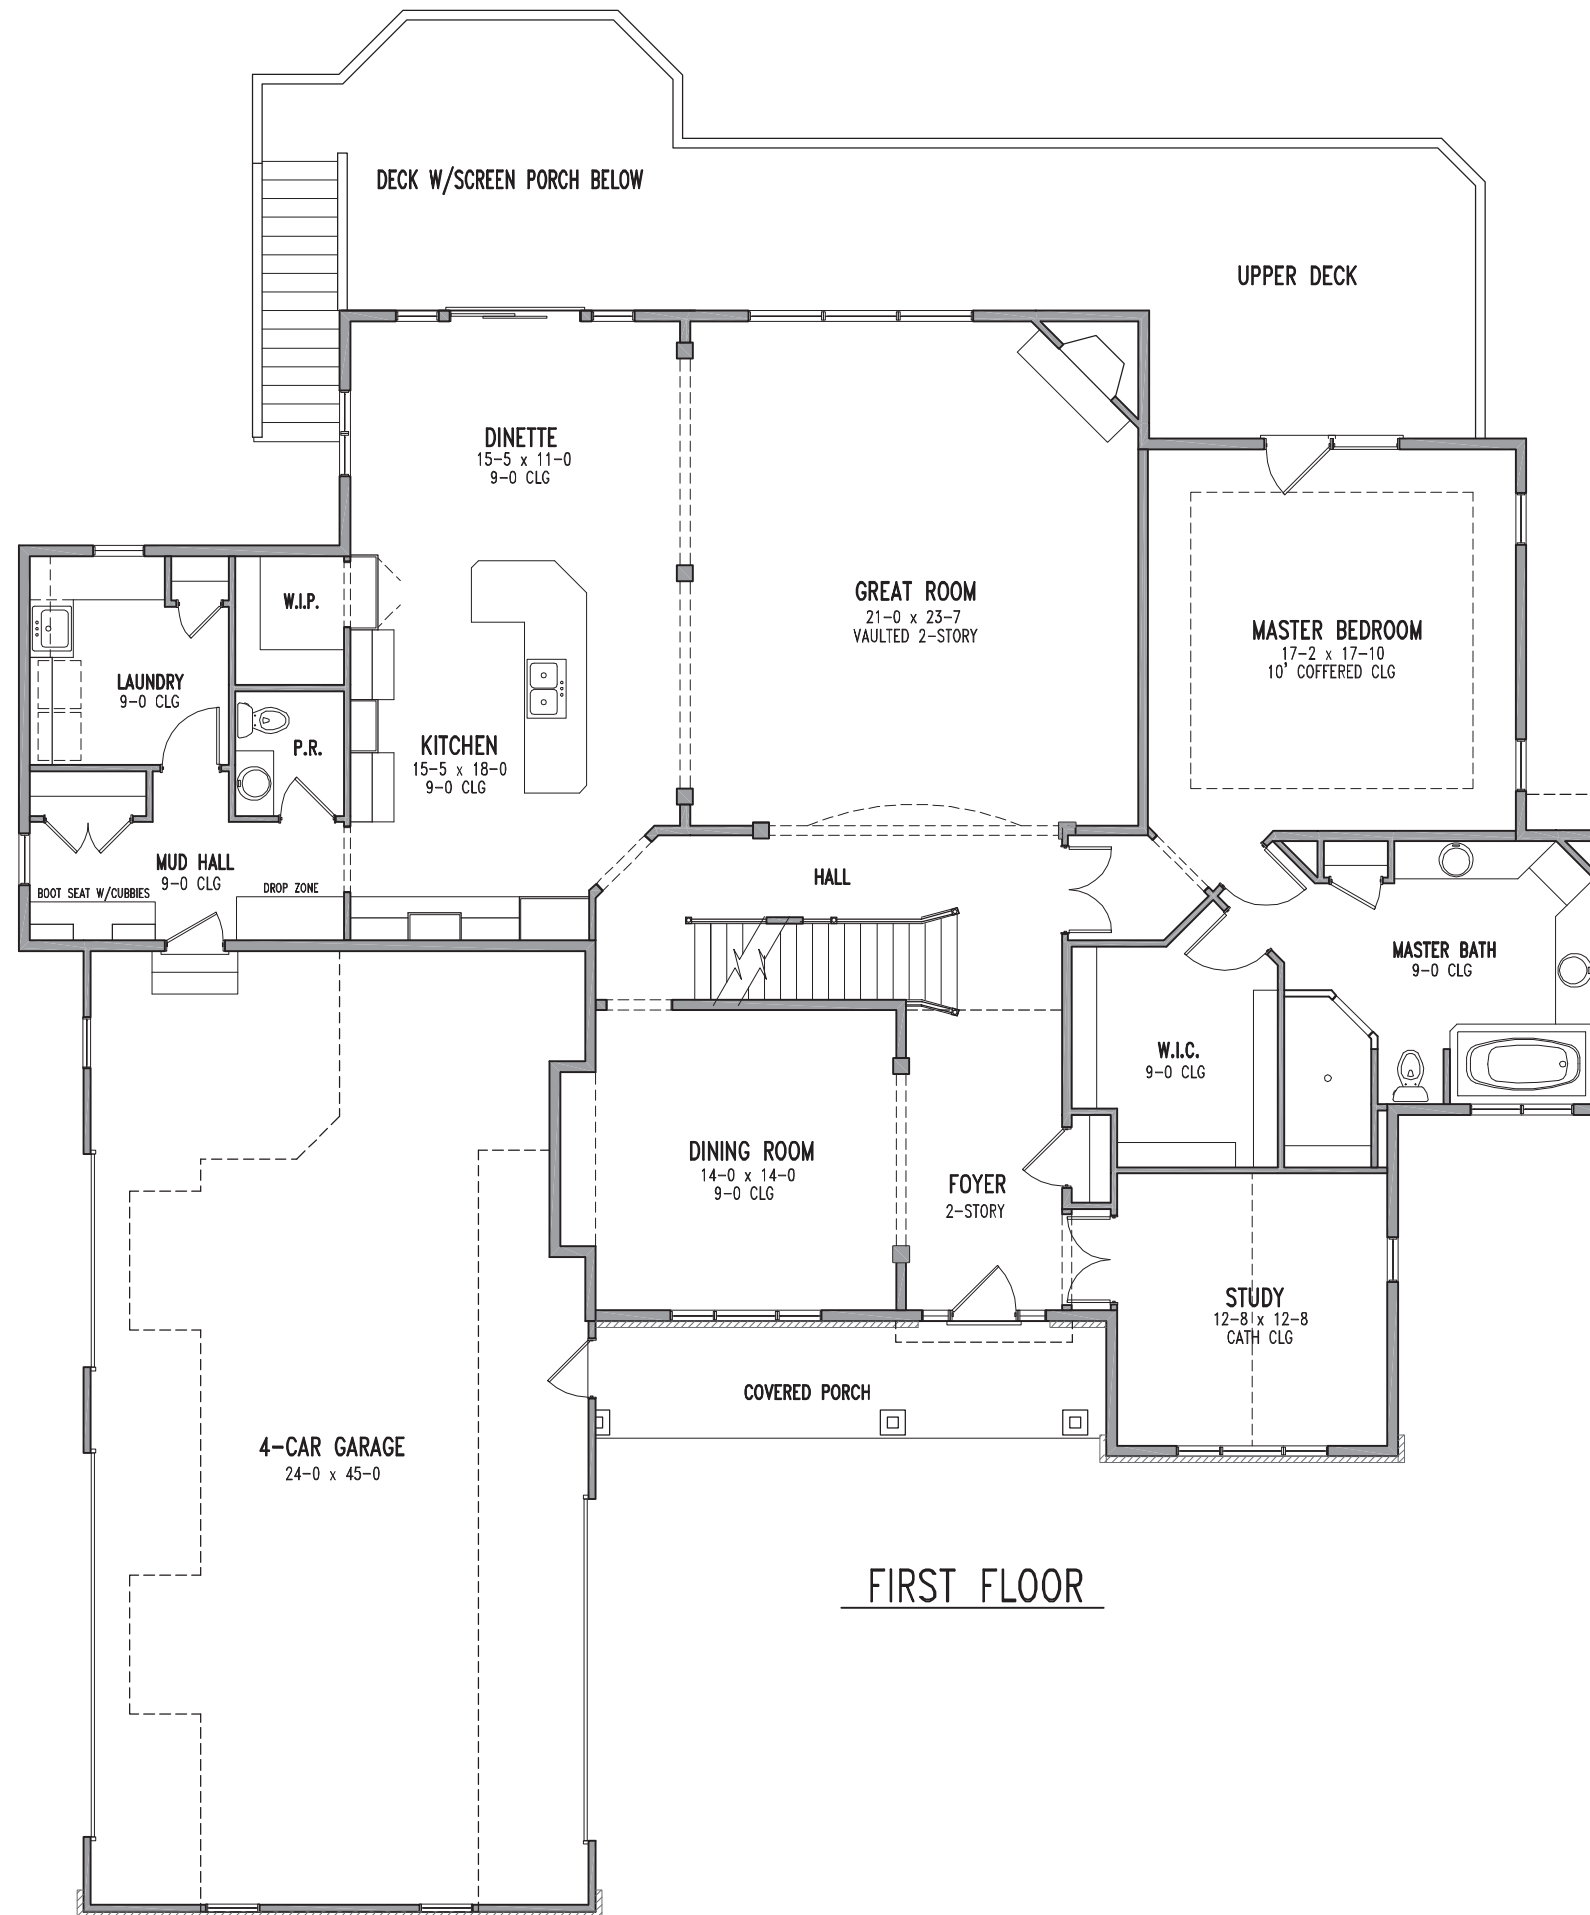 DECK W/SCREEN PORCH BELOW
UPPER DECK
DINETTE
15-5 x 11-0
9-0 CLG
GREAT ROOM
21-0 x 23-7
VAULTED 2-STORY
MASTER BEDROOM
17-2 x 17-10
10' COFFERED CLG
W.I.P.
LAUNDRY
9-0 CLG
P.R.
KITCHEN
15-5 x 18-0
9-0 CLG
MUD HALL
9-0 CLG
BOOT SEAT W/CUBBIES
DROP ZONE
HALL
MASTER BATH
9-0 CLG
W.I.C.
9-0 CLG
DINING ROOM
14-0 x 14-0
9-0 CLG
FOYER
2-STORY
STUDY
12-8 x 12-8
CATH CLG
COVERED PORCH
4-CAR GARAGE
24-0 x 45-0
FIRST FLOOR